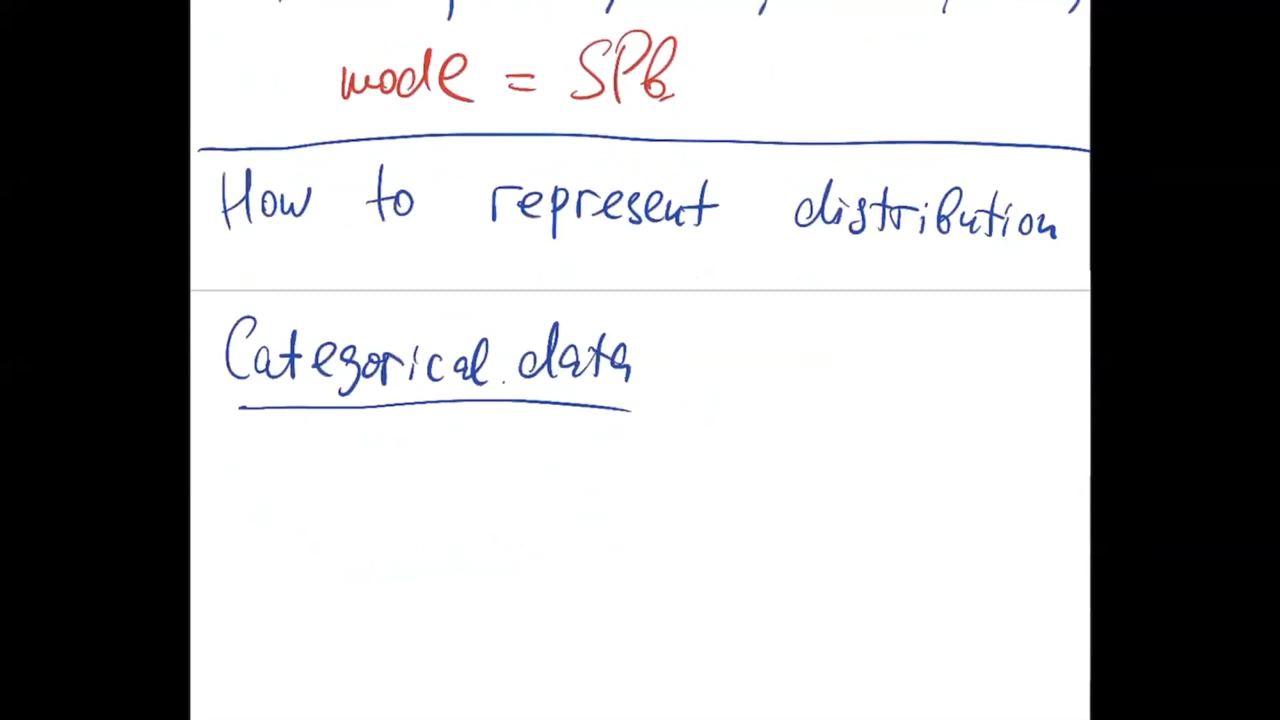 mode = SPb
How to represent distribution
Categorical data